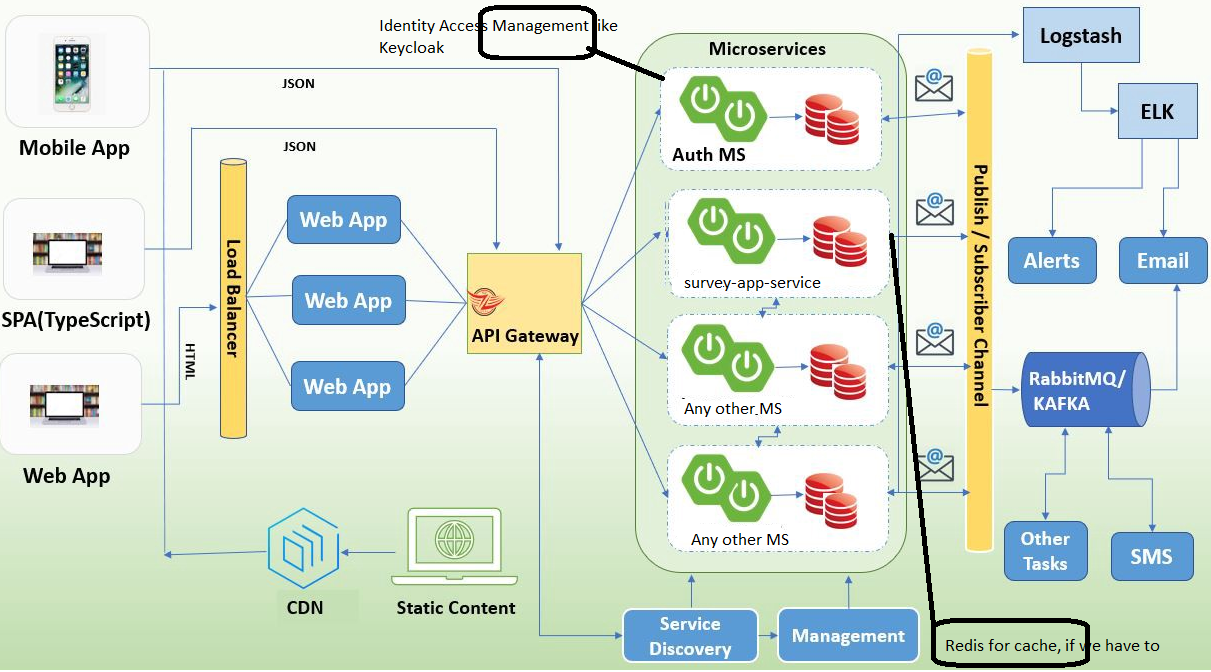 Identity Access Management like
Keycloak
Microservices
Logstash
JSON
ELK
Mobile App
JSON
Auth MS
Web App
Load Balancer
Publish / Subscriber Channel
Alerts
Email
survey-app-service
SPA(TypeScript)
Web App
API Gateway
HTML
Web App
RabbitMQ/
KAFKA
Any other MS
Web App
Any other MS
Other
Tasks
SMS
CDN
Static Content
Service
Discovery
Management
Redis for cache, if we have to